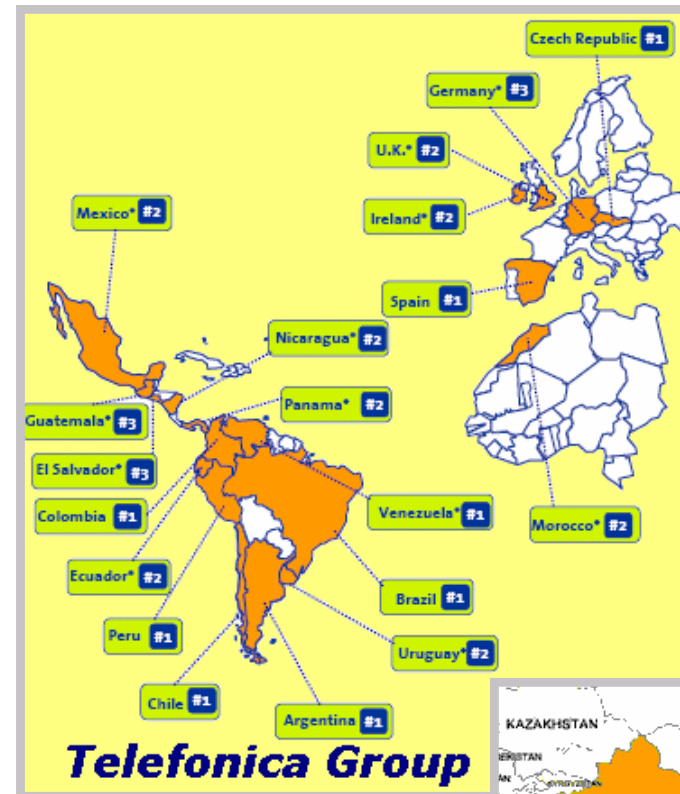 Czech Republic #1
Germany* #3
U.K.* #2
Mexico* #2
Ireland* #2
Spain #1
Nicaragua* #2
Panama* #2
Guatemala* #3
El Salvador* #3
Colombia #1
Venezuela* #1
Morocco* #2
Ecuador* #2
Brazil #1
Peru #1
Uruguay* #2
Chile #1
Argentina #1
Telefonica Group
KAZAKHSTAN